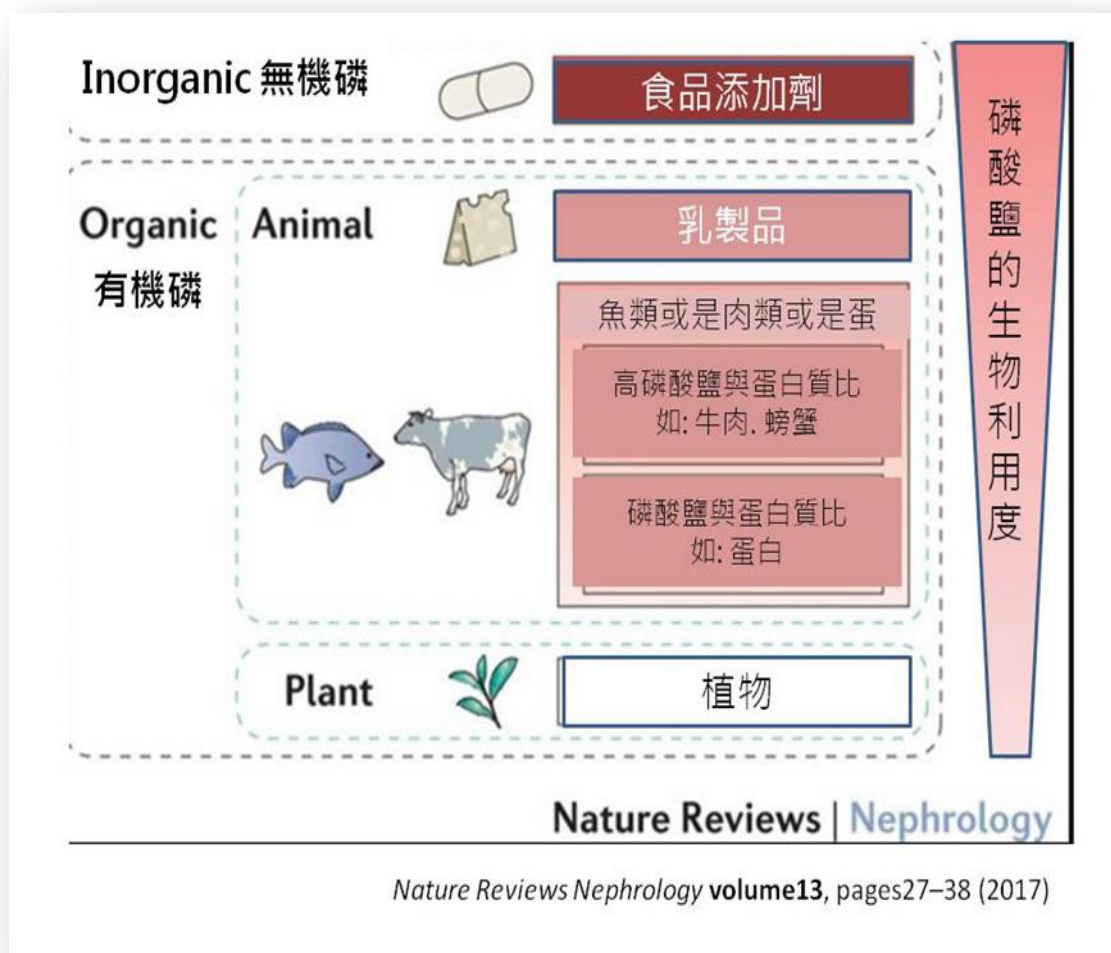 Inorganic 無機磷
食品添加劑
Organic
有機磷
Animal
乳製品
魚類或是肉類或是蛋
高磷酸鹽與蛋白質比
如: 牛肉. 螃蟹
磷酸鹽與蛋白質比
如: 蛋白
Plant
植物
磷酸鹽的生物利用度
Nature Reviews | Nephrology
Nature Reviews Nephrology volume13, pages27–38 (2017)